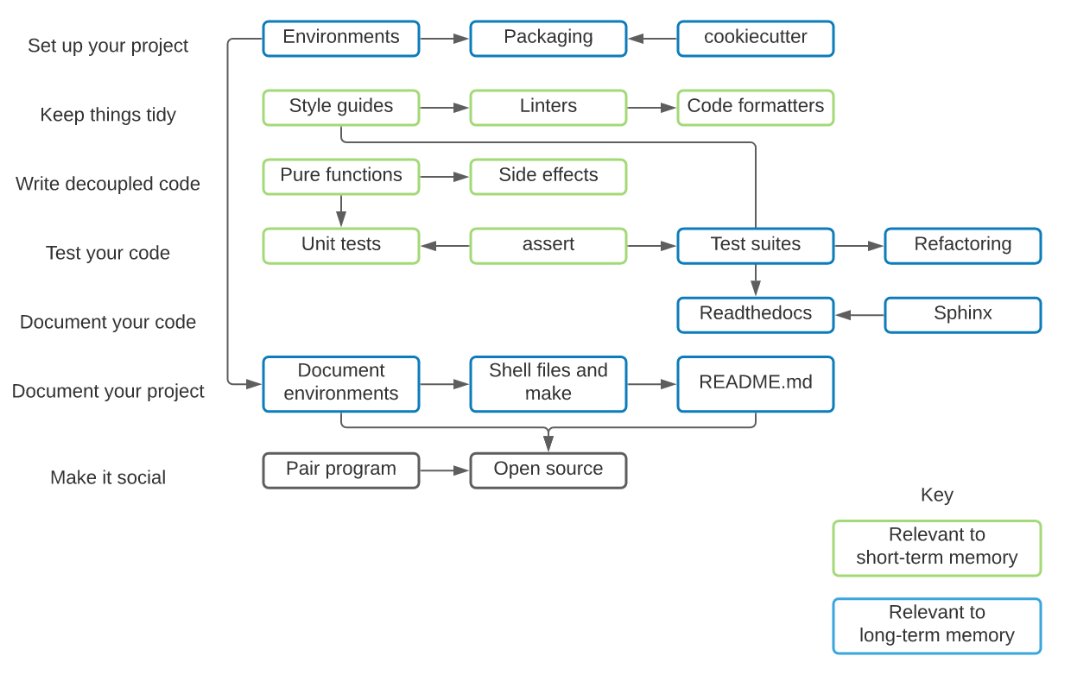 Set up your project
Environments
Packaging
cookiecutter
Keep things tidy
Style guides
Linters
Code formatters
Write decoupled code
Pure functions
Side effects
Test your code
Unit tests
assert
Test suites
Refactoring
Document your code
Readthedocs
Sphinx
Document your project
Document
environments
Shell files and
make
README.md
Make it social
Pair program
Open source
Key
Relevant to
short-term memory
Relevant to
long-term memory